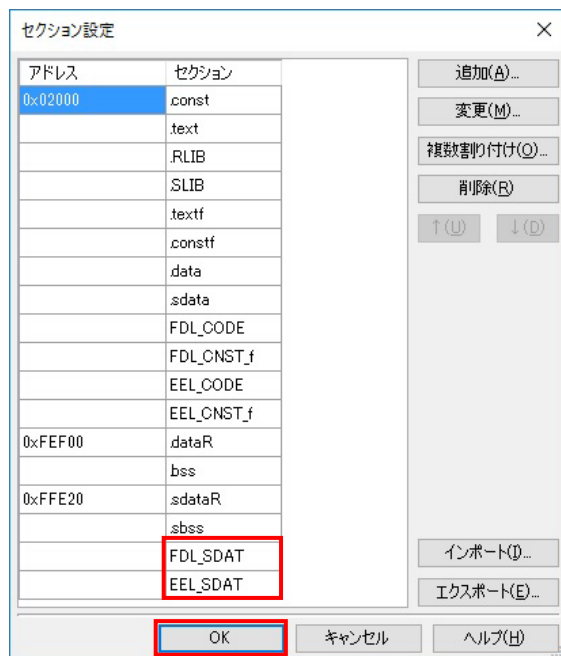 セクション設定
アドレス セクション
0x02000 .const
.text
.RLIB
.SLIB
.textf
.constf
.data
.sdata
FDL_CODE
FDL_CNST_f
EEL_CODE
EEL_CNST_f
0xFEF00 .dataR
.bss
0xFFE20 .sdataR
.sbss
FDL_SDAT
EEL_SDAT
追加(A)...
変更(M)...
複数割り付け(O)...
削除(R)
↑(U) ↓(D)
インポート(I)...
エクスポート(E)...
OK キャンセル ヘルプ(H)